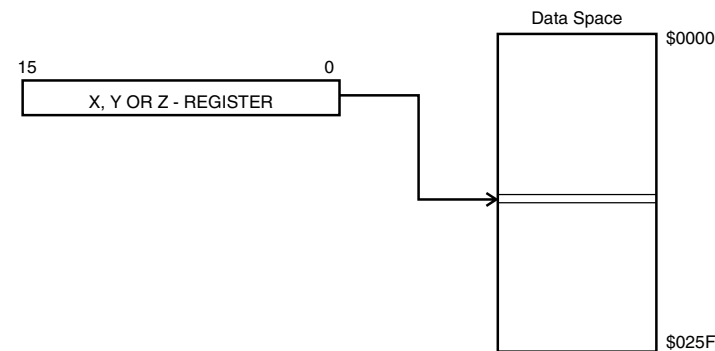 Data Space
$0000
15 0
X, Y OR Z - REGISTER
$025F